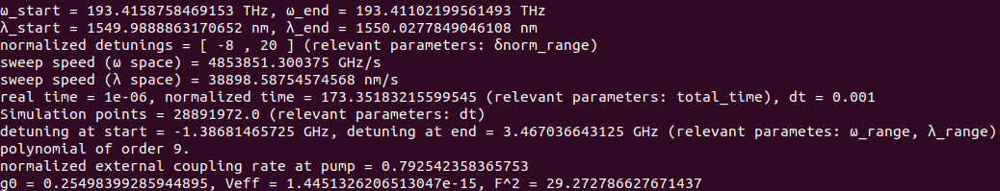 ω_start = 193.4158758469153 THz, ω_end = 193.41102199561493 THz
λ_start = 1549.9888863170652 nm, λ_end = 1550.0277849046108 nm
normalized detunings = [ -8 , 20 ] (relevant parameters: δnorm_range)
sweep speed (ω space) = 4853851.300375 GHz/s
sweep speed (λ space) = 38898.58754574568 nm/s
real time = 1e-06, normalized time = 173.35183215599545 (relevant parameters: total_time), dt = 0.001
Simulation points = 28891972.0 (relevant parameters: dt)
detuning at start = -1.38681465725 GHz, detuning at end = 3.467036643125 GHz (relevant parametes: ω_range, λ_range)
polynomial of order 9.
normalized external coupling rate at pump = 0.792542358365753
g0 = 0.25498399285944895, Veff = 1.4451326206513047e-15, F^2 = 29.272786627671437